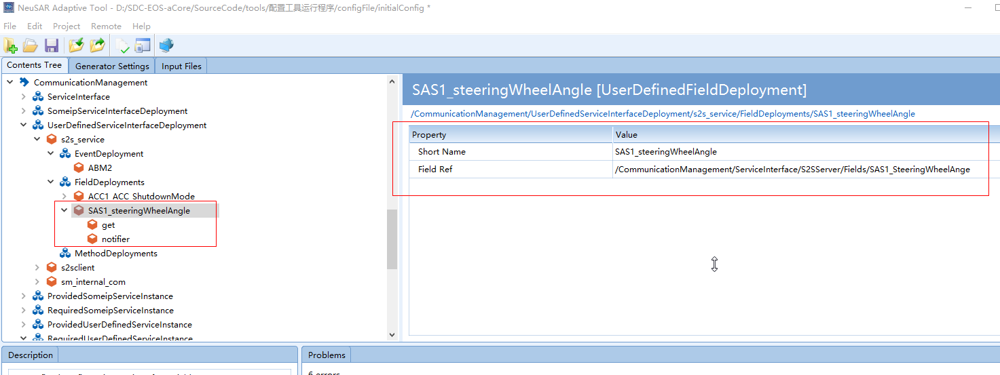 NeuSAR Adaptive Tool - D:/SDC-EOS-aCore/SourceCode/tools/配置工具运行程序/configFile/initialConfig *
File Edit Project Remote Help
Contents Tree Generator Settings Input Files
CommunicationManagement
ServiceInterface
SomeipServiceInterfaceDeployment
UserDefinedServiceInterfaceDeployment
s2s_service
EventDeployment
ABM2
FieldDeployments
ACC1_ACC_ShutdownMode
SAS1_steeringWheelAngle
get
notifier
MethodDeployments
s2sclient
sm_internal_com
ProvidedSomeipServiceInstance
RequiredSomeipServiceInstance
ProvidedUserDefinedServiceInstance
RequiredUserDefinedServiceInstance
SAS1_steeringWheelAngle [UserDefinedFieldDeployment]
/CommunicationManagement/UserDefinedServiceInterfaceDeployment/s2s_service/FieldDeployments/SAS1_steeringWheelAngle
Property Value
Short Name SAS1_steeringWheelAngle
Field Ref /CommunicationManagement/ServiceInterface/S2SServer/Fields/SAS1_SteeringWheelAnge
Description
Problems
6 errors